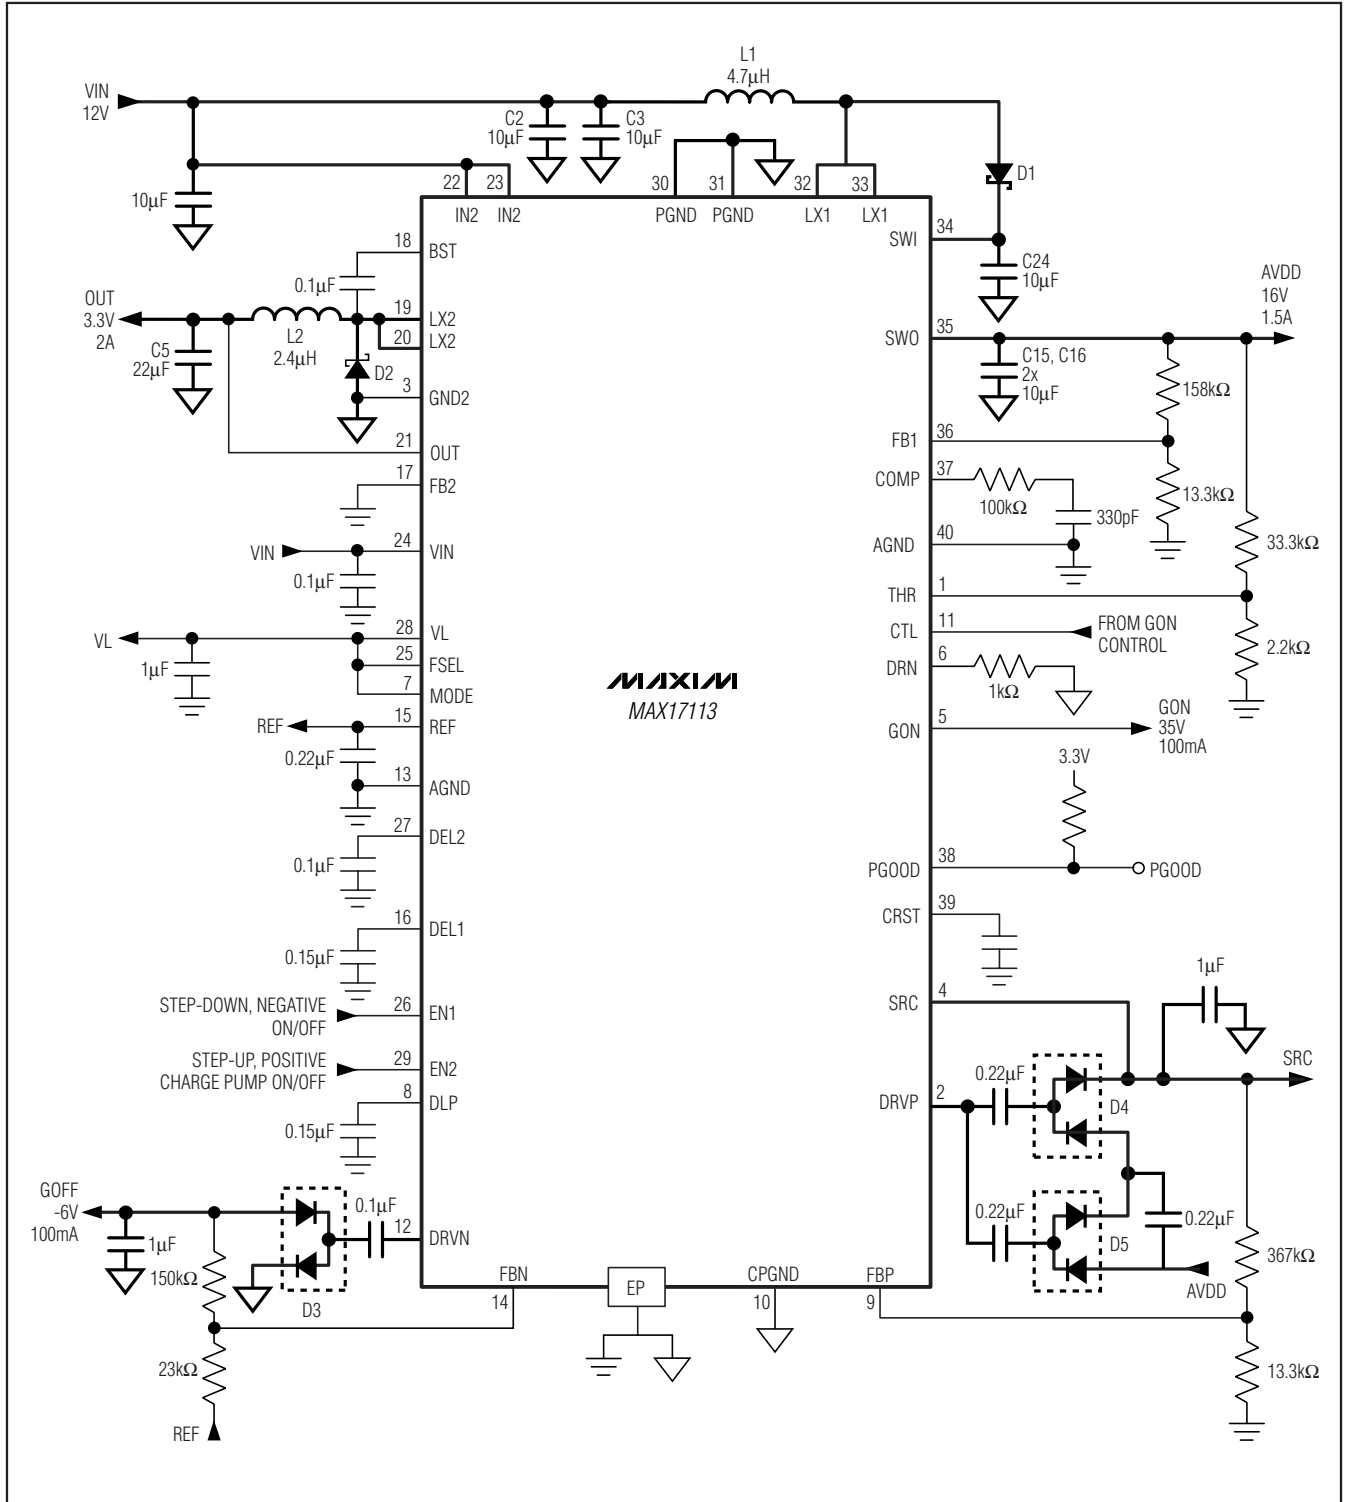 L1
4.7µH
VIN
12V
C2
10µF
C3
10µF
10µF
22
23
30
31
32
33
IN2
IN2
PGND
PGND
LX1
LX1
D1
18
BST
SWI
34
0.1µF
C24
10µF
OUT
3.3V
2A
L2
2.4µH
C5
22µF
19
LX2
20
LX2
D2
3
GND2
SWO
35
AVDD
16V
1.5A
C15, C16
2x
10µF
158kΩ
21
OUT
FB1
36
17
FB2
COMP
37
100kΩ
330pF
13.3kΩ
VIN
24
VIN
0.1µF
AGND
40
33.3kΩ
THR
1
VL
28
VL
1µF
25
FSEL
7
MODE
CTL
11
FROM GON
CONTROL
DRN
6
1kΩ
2.2kΩ
MAXIM
MAX17113
REF
15
REF
0.22µF
GON
5
GON
35V
100mA
13
AGND
3.3V
27
DEL2
0.1µF
PGOOD
38
PGOOD
16
DEL1
0.15µF
CRST
39
STEP-DOWN, NEGATIVE
ON/OFF
26
EN1
SRC
4
1µF
SRC
STEP-UP, POSITIVE
CHARGE PUMP ON/OFF
29
EN2
8
DLP
0.15µF
DRVP
2
0.22µF
D4
GOFF
-6V
100mA
1µF
150kΩ
0.1µF
12
DRVN
D3
0.22µF
D5
0.22µF
AVDD
367kΩ
FBN
14
EP
CPGND
10
FBP
9
23kΩ
REF
13.3kΩ